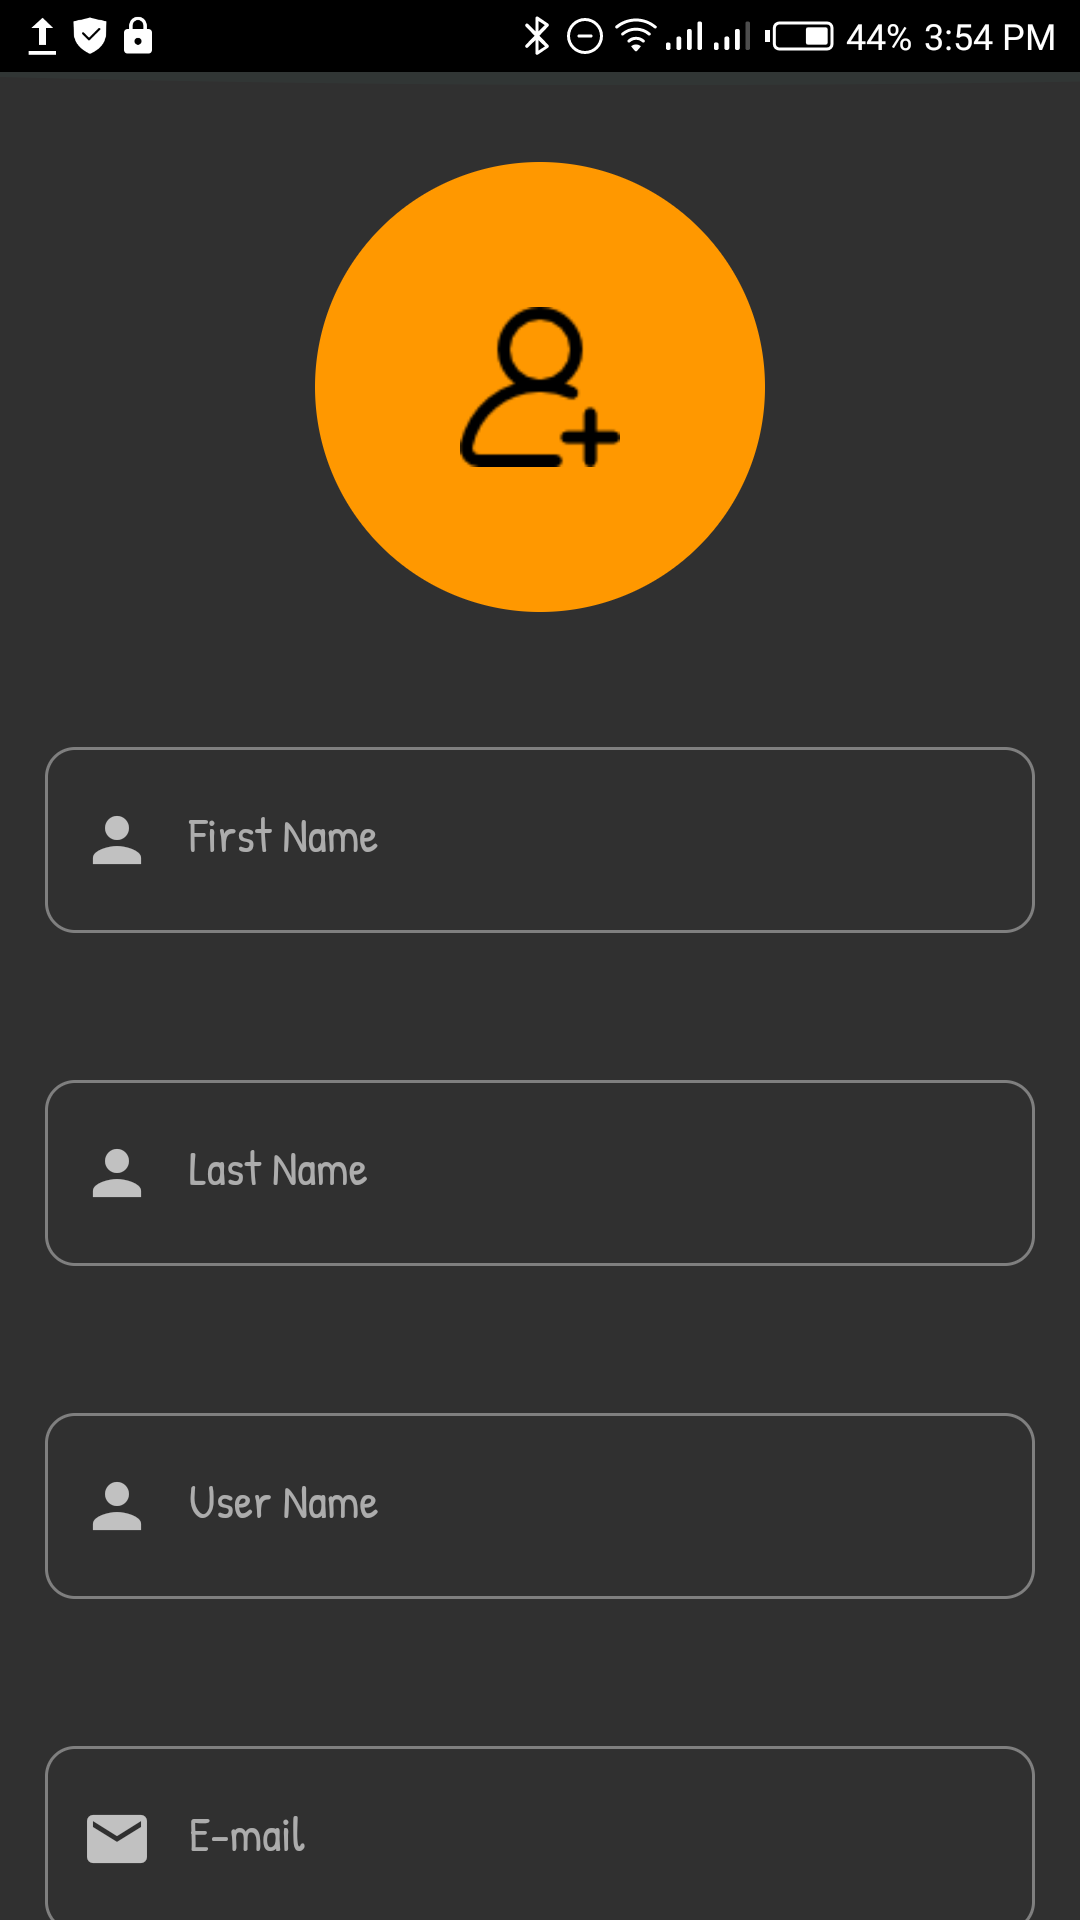 44% 3:54 PM
First Name
Last Name
User Name
E-mail